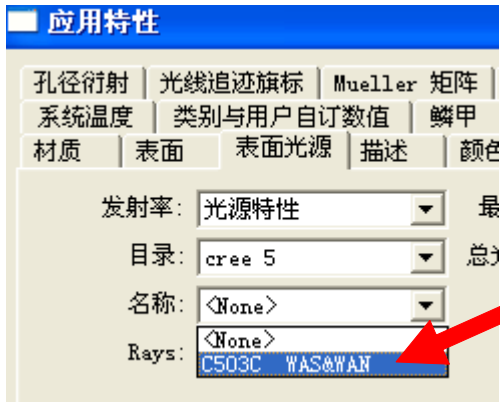 应用特性
孔径衍射 光线追迹旗标 Mueller 矩阵
系统温度 类别与用户自订数值 鳞甲
材质 表面 表面光源 描述 颜色
发射率: 光源特性 最
目录: cree 5
名称: <None>
<None>
Rays: C503C WAS&WAN